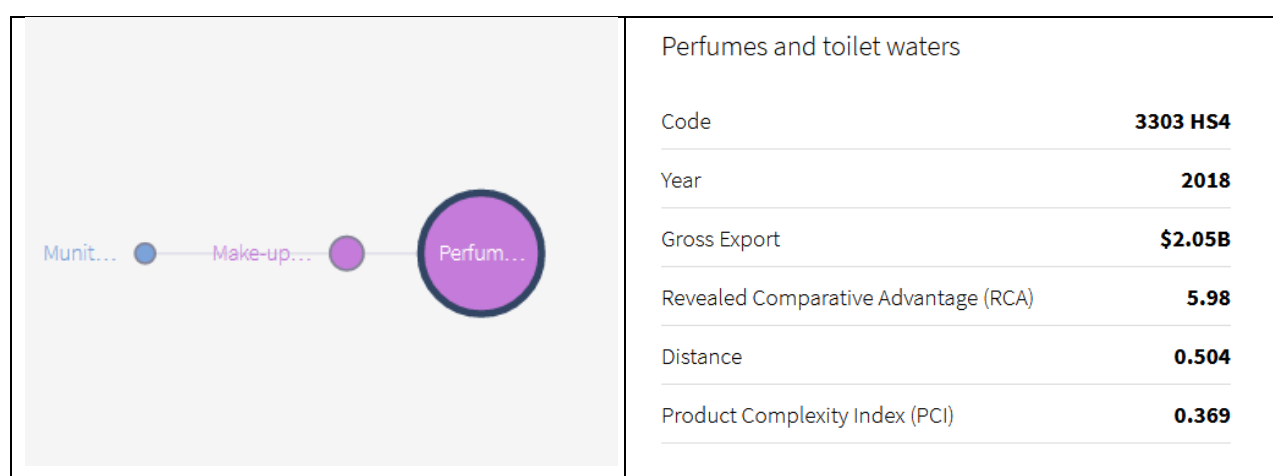 Munit...
Make-up...
Perfum...
Perfumes and toilet waters
Code 3303 HS4
Year 2018
Gross Export $2.05B
Revealed Comparative Advantage (RCA) 5.98
Distance 0.504
Product Complexity Index (PCI) 0.369